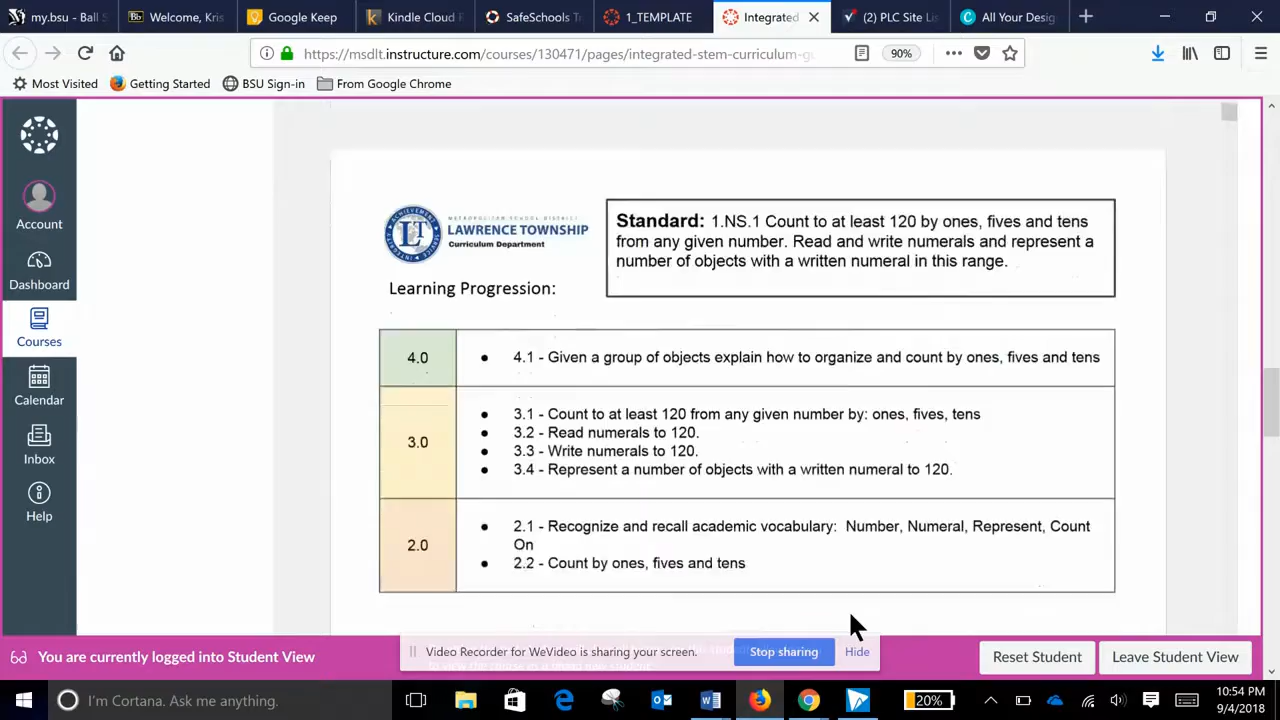 my.bsu - Ball S
Welcome, Kris
Google Keep
Kindle Cloud R
SafeSchools Tr
1_TEMPLATE
Integrated
(2) PLC Site Lis
All Your Desig
https://msdlt.instructure.com/courses/130471/pages/integrated-stem-curriculum-g
90%
Most Visited
Getting Started
BSU Sign-in
From Google Chrome
Account
Dashboard
Courses
Calendar
Inbox
Help
METROPOLITAN SCHOOL DISTRICT
LAWRENCE TOWNSHIP
Curriculum Department
Learning Progression:
Standard: 1.NS.1 Count to at least 120 by ones, fives and tens
from any given number. Read and write numerals and represent a
number of objects with a written numeral in this range.
4.0
• 4.1 - Given a group of objects explain how to organize and count by ones, fives and tens
3.0
• 3.1 - Count to at least 120 from any given number by: ones, fives, tens
• 3.2 - Read numerals to 120.
• 3.3 - Write numerals to 120.
• 3.4 - Represent a number of objects with a written numeral to 120.
2.0
• 2.1 - Recognize and recall academic vocabulary: Number, Numeral, Represent, Count
On
• 2.2 - Count by ones, fives and tens
You are currently logged into Student View
Video Recorder for WeVideo is sharing your screen.
Stop sharing
Hide
Reset Student
Leave Student View
I'm Cortana. Ask me anything.
20%
10:54 PM
9/4/2018